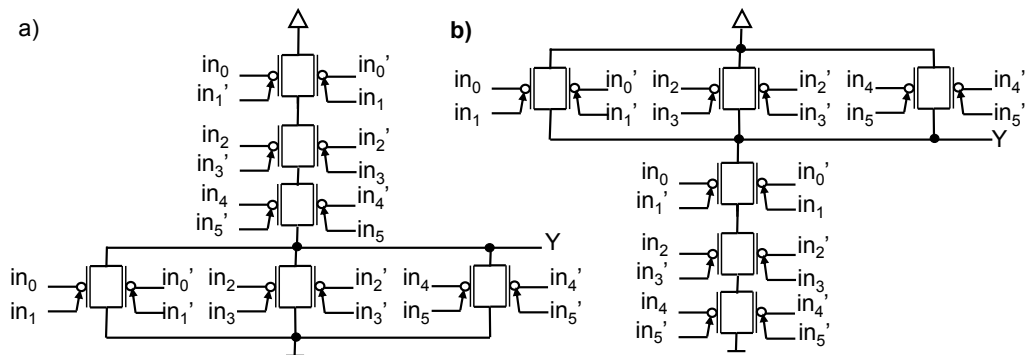 a)
in₀ in₀’
in₁’ in₁
in₂ in₂’
in₃’ in₃
in₄ in₄’
in₅’ in₅
Y
in₀ in₀’ in₂ in₂’ in₄ in₄’
in₁ in₁’ in₃ in₃’ in₅ in₅’
b)
in₀ in₀’ in₂ in₂’ in₄ in₄’
in₁ in₁’ in₃ in₃’ in₅ in₅’
Y
in₀ in₀’
in₁’ in₁
in₂ in₂’
in₃’ in₃
in₄ in₄’
in₅’ in₅’